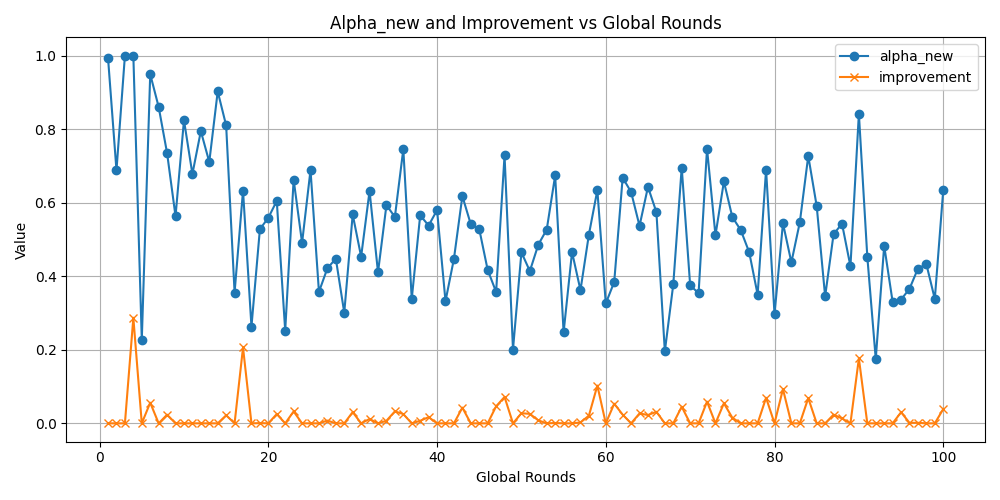 Alpha_new and Improvement vs Global Rounds
alpha_new
improvement
Value
1.0
0.8
0.6
0.4
0.2
0.0
0
20
40
60
80
100
Global Rounds